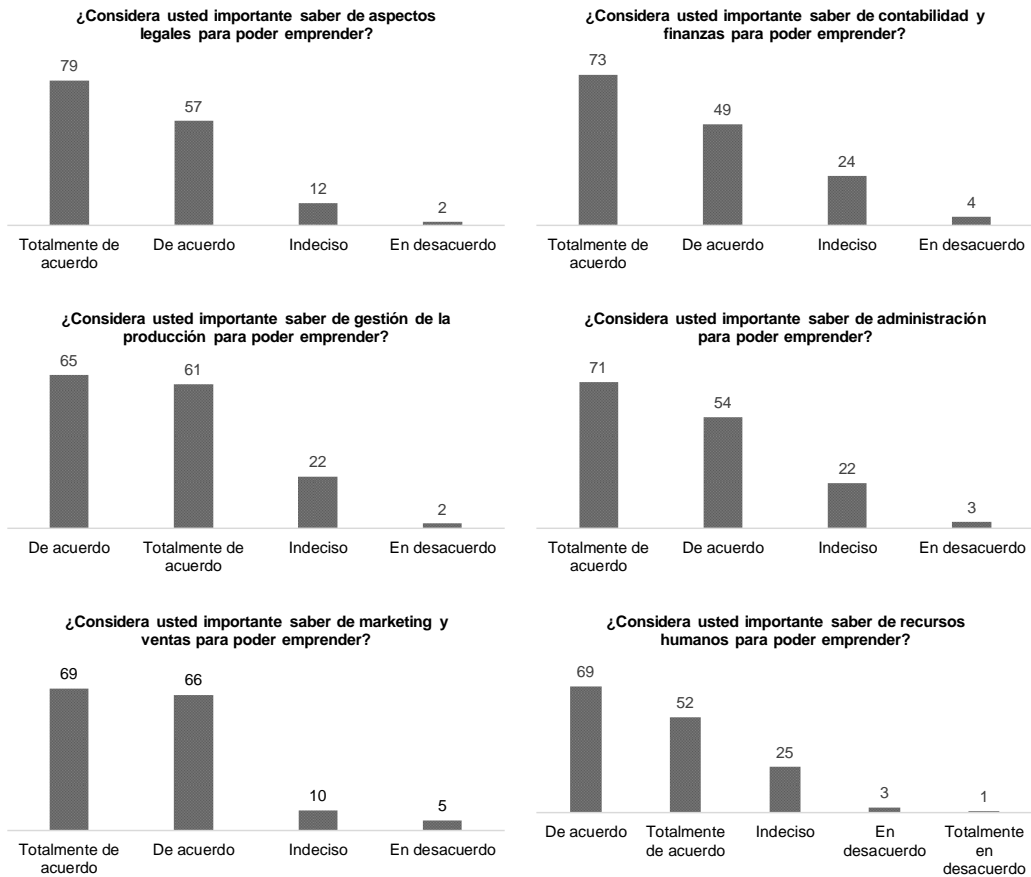 ¿Considera usted importante saber de aspectos
legales para poder emprender?
79
57
12
2
Totalmente de
acuerdo
De acuerdo
Indeciso
En desacuerdo
¿Considera usted importante saber de contabilidad y
finanzas para poder emprender?
73
49
24
4
Totalmente de
acuerdo
De acuerdo
Indeciso
En desacuerdo
¿Considera usted importante saber de gestión de la
producción para poder emprender?
65
61
22
2
De acuerdo
Totalmente de
acuerdo
Indeciso
En desacuerdo
¿Considera usted importante saber de administración
para poder emprender?
71
54
22
3
Totalmente de
acuerdo
De acuerdo
Indeciso
En desacuerdo
¿Considera usted importante saber de marketing y
ventas para poder emprender?
69
66
10
5
Totalmente de
acuerdo
De acuerdo
Indeciso
En desacuerdo
¿Considera usted importante saber de recursos
humanos para poder emprender?
69
52
25
3
1
De acuerdo
Totalmente
de acuerdo
Indeciso
En
desacuerdo
Totalmente
en
desacuerdo